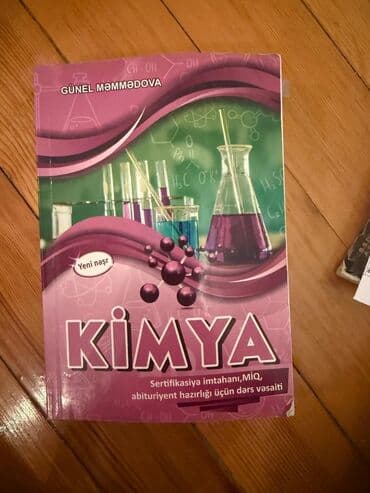 GÜNEL MƏMMƏDOVA
Yeni nəşr
KİMYA
Sertifikasiya imtahanı,MİQ,
abituriyent hazırlığı üçün dərs vəsaiti